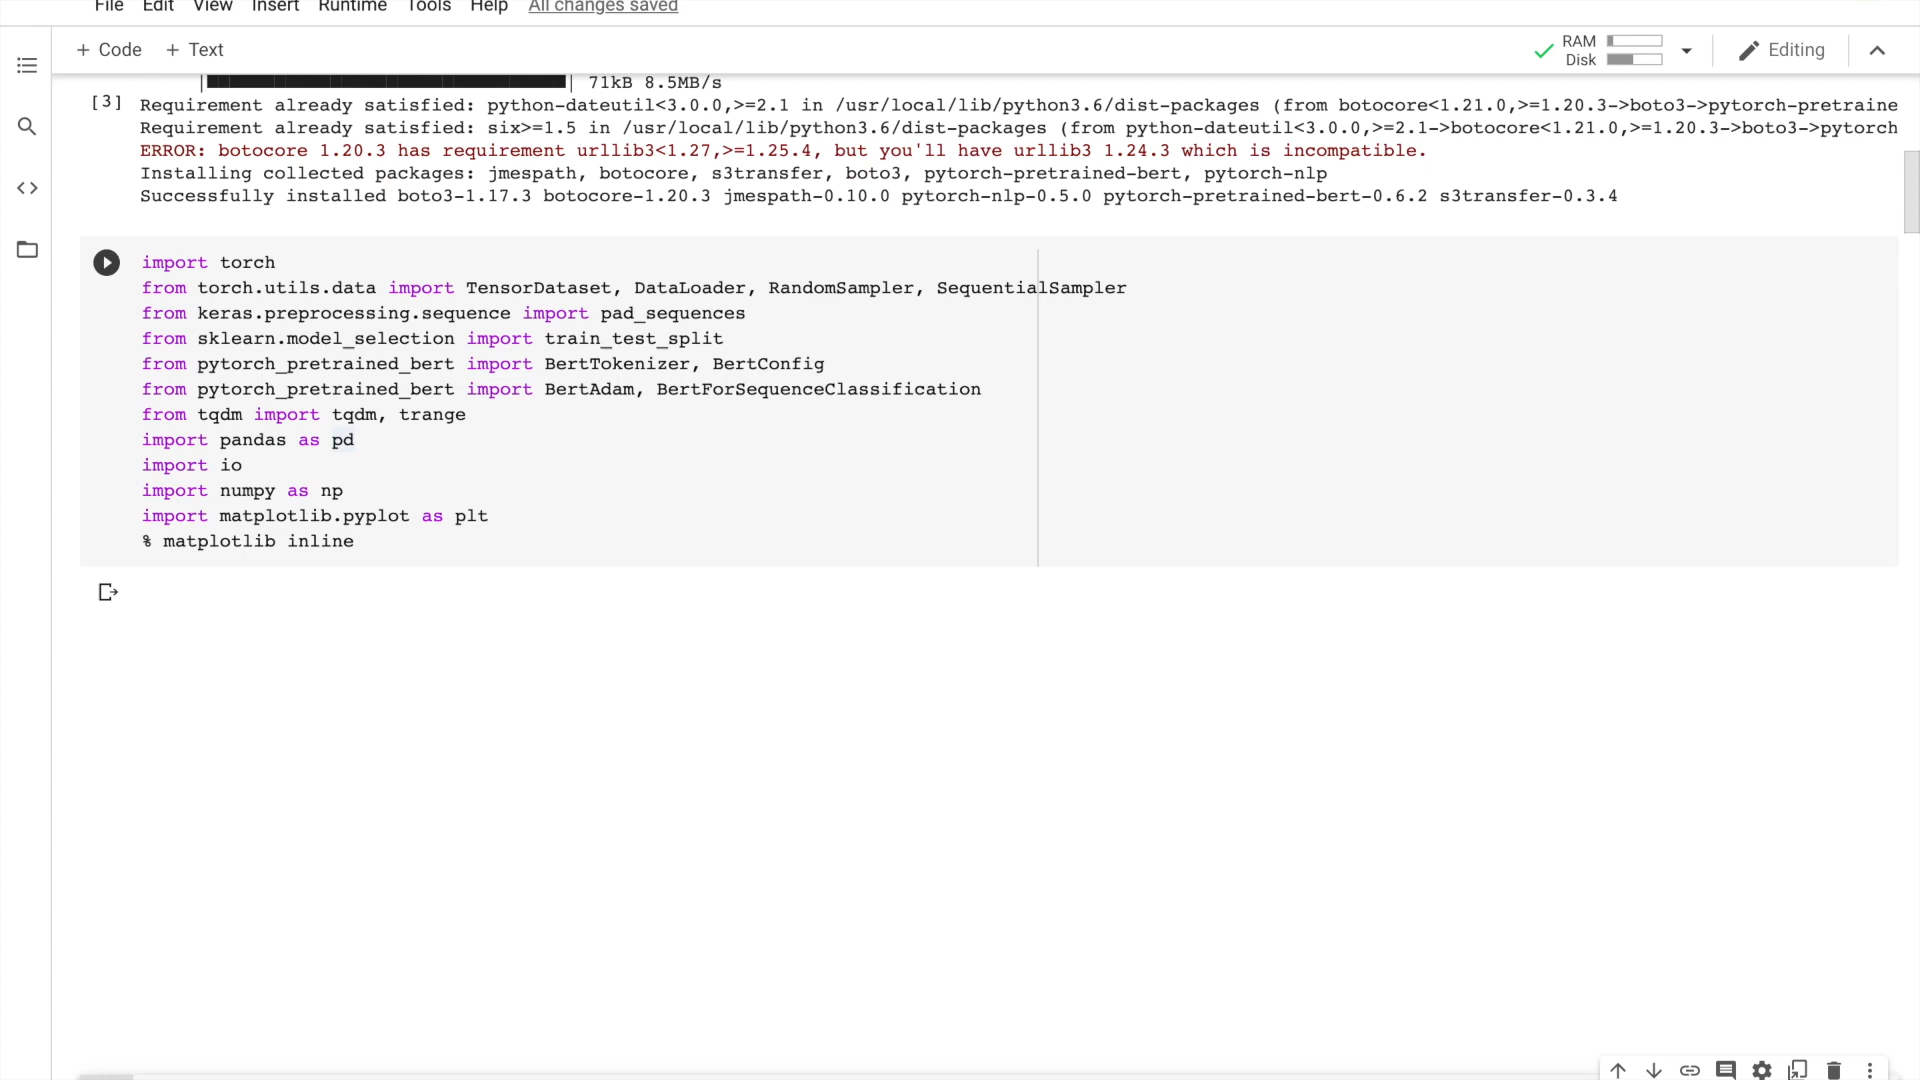 File Edit View Insert Runtime Tools Help All changes saved
+ Code + Text
RAM
Disk
Editing
71kB 8.5MB/s
[3] Requirement already satisfied: python-dateutil<3.0.0,>=2.1 in /usr/local/lib/python3.6/dist-packages (from botocore<1.21.0,>=1.20.3->boto3->pytorch-pretraine
Requirement already satisfied: six>=1.5 in /usr/local/lib/python3.6/dist-packages (from python-dateutil<3.0.0,>=2.1->botocore<1.21.0,>=1.20.3->boto3->pytorch
ERROR: botocore 1.20.3 has requirement urllib3<1.27,>=1.25.4, but you'll have urllib3 1.24.3 which is incompatible.
Installing collected packages: jmespath, botocore, s3transfer, boto3, pytorch-pretrained-bert, pytorch-nlp
Successfully installed boto3-1.17.3 botocore-1.20.3 jmespath-0.10.0 pytorch-nlp-0.5.0 pytorch-pretrained-bert-0.6.2 s3transfer-0.3.4
import torch
from torch.utils.data import TensorDataset, DataLoader, RandomSampler, SequentialSampler
from keras.preprocessing.sequence import pad_sequences
from sklearn.model_selection import train_test_split
from pytorch_pretrained_bert import BertTokenizer, BertConfig
from pytorch_pretrained_bert import BertAdam, BertForSequenceClassification
from tqdm import tqdm, trange
import pandas as pd
import io
import numpy as np
import matplotlib.pyplot as plt
% matplotlib inline